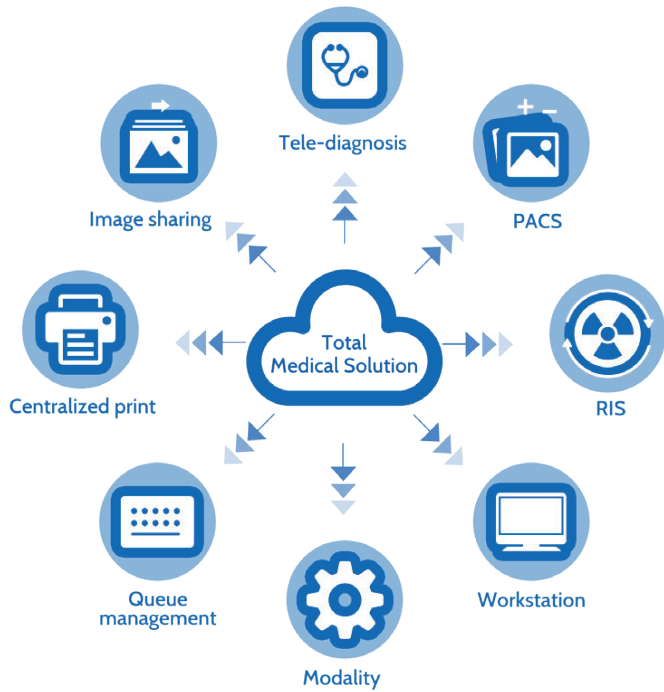 Tele-diagnosis
Image sharing
PACS
Total
Medical Solution
Centralized print
RIS
Queue
management
Workstation
Modality